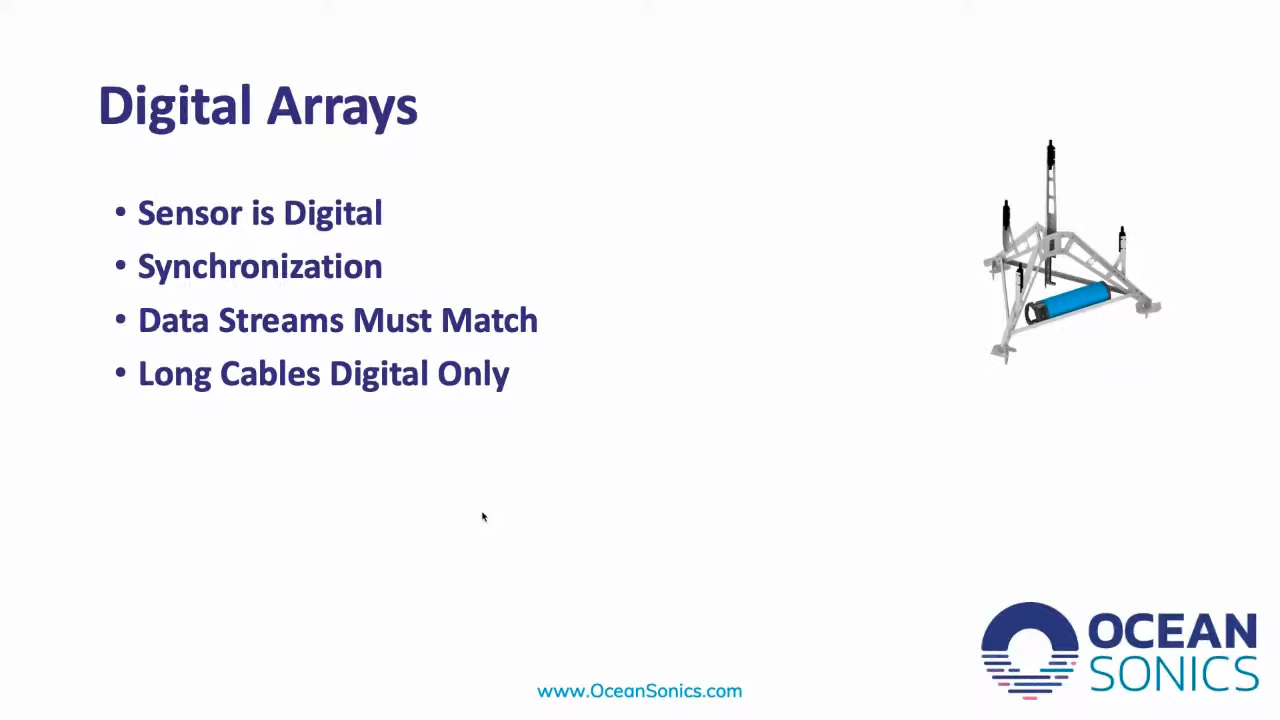 Digital Arrays
• Sensor is Digital
• Synchronization
• Data Streams Must Match
• Long Cables Digital Only
OCEAN
SONICS
www.OceanSonics.com